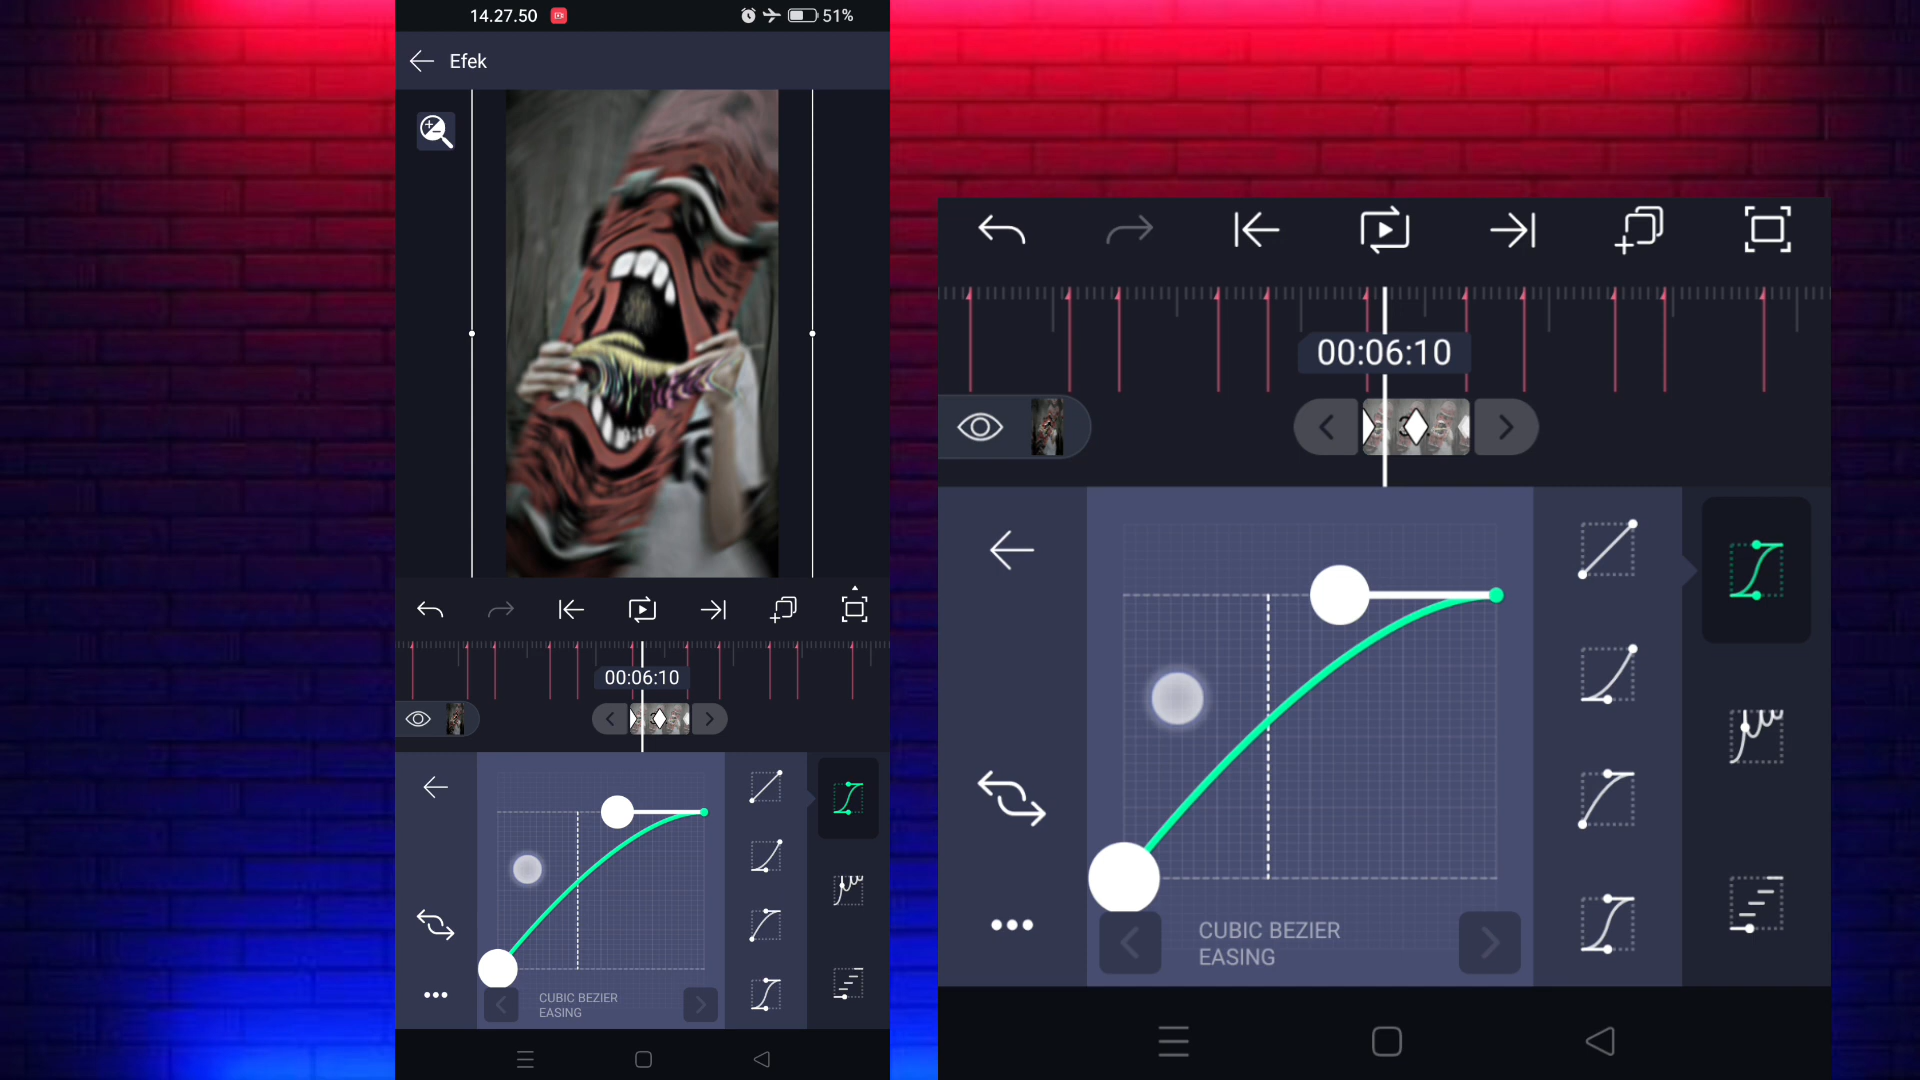 14.27.50
51%
Efek
00:06:10
CUBIC BEZIER
EASING
00:06:10
CUBIC BEZIER
EASING